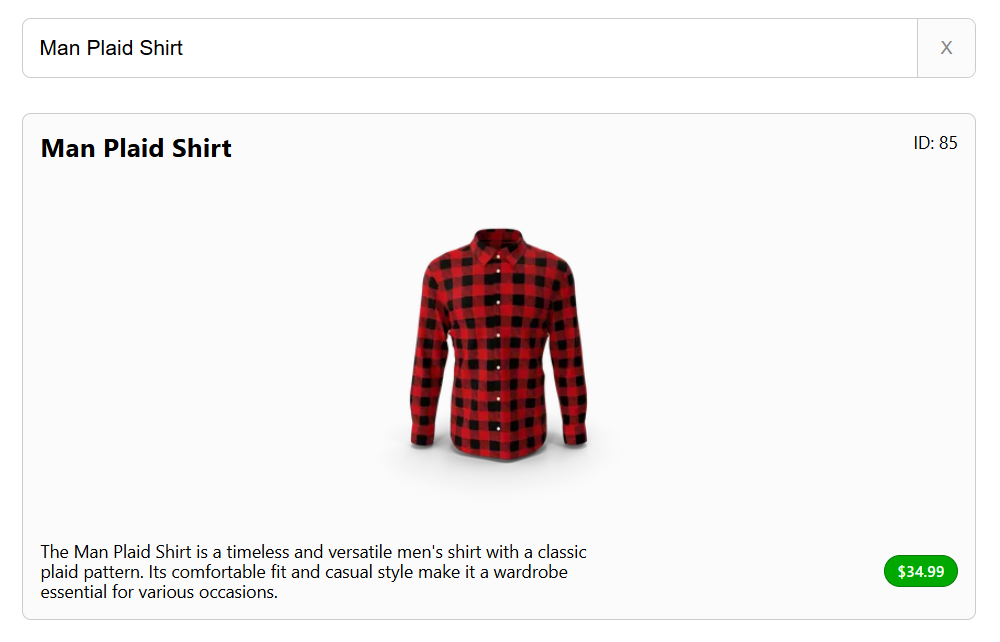 Man Plaid Shirt
X
Man Plaid Shirt
ID: 85
The Man Plaid Shirt is a timeless and versatile men's shirt with a classic
plaid pattern. Its comfortable fit and casual style make it a wardrobe
essential for various occasions.
$34.99